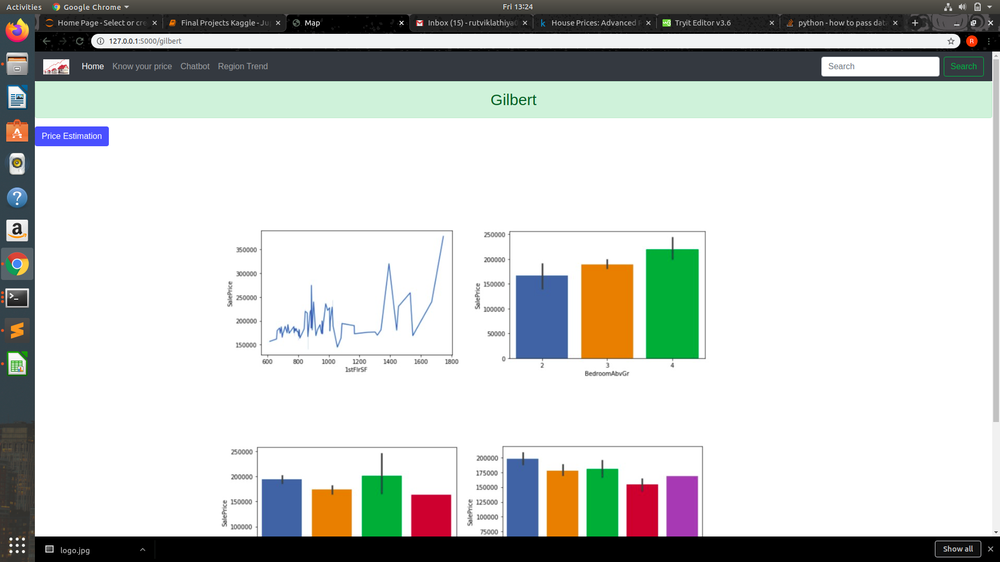 Activities Google Chrome Fri 13:24
Home Page - Select or cre Final Projects Kaggle - Ju Map Inbox (15) - rutviklathiya0 House Prices: Advanced R Tryit Editor v3.6 python - how to pass data
127.0.0.1:5000/gilbert R
Home Know your price Chatbot Region Trend Search Search
Gilbert
Price Estimation
SalePrice
350000
300000
250000
200000
150000
600 800 1000 1200 1400 1600 1800
1stFlrSF
SalePrice
250000
200000
150000
100000
50000
0
2 3 4
BedroomAbvGr
SalePrice
250000
200000
150000
100000
SalePrice
200000
175000
150000
125000
100000
75000
logo.jpg Show all